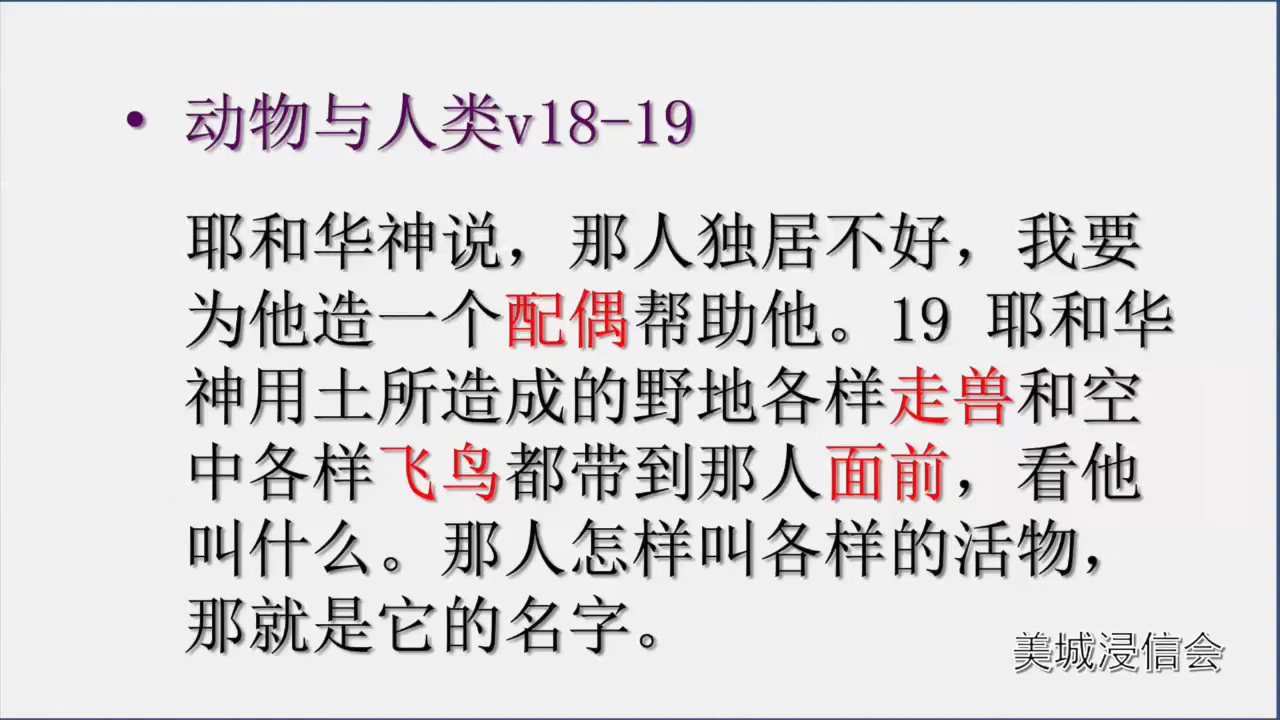 • 动物与人类v18-19
耶和华神说，那人独居不好，我要
为他造一个配偶帮助他。19 耶和华
神用土所造成的野地各样走兽和空
中各样飞鸟都带到那人面前，看他
叫什么。那人怎样叫各样的活物，
那就是它的名字。
美城浸信会